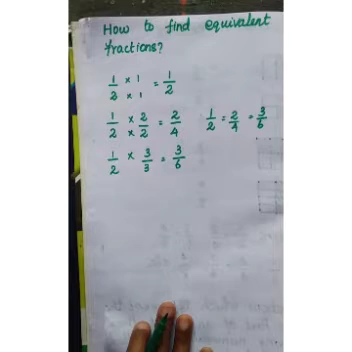 How to find equivalent
fractions?
1/2 × 1/× 1 = 1/2
1/2 × 2/× 2 = 2/4   1/2 = 2/4 = 3/6
1/2 × 3/3 = 3/6